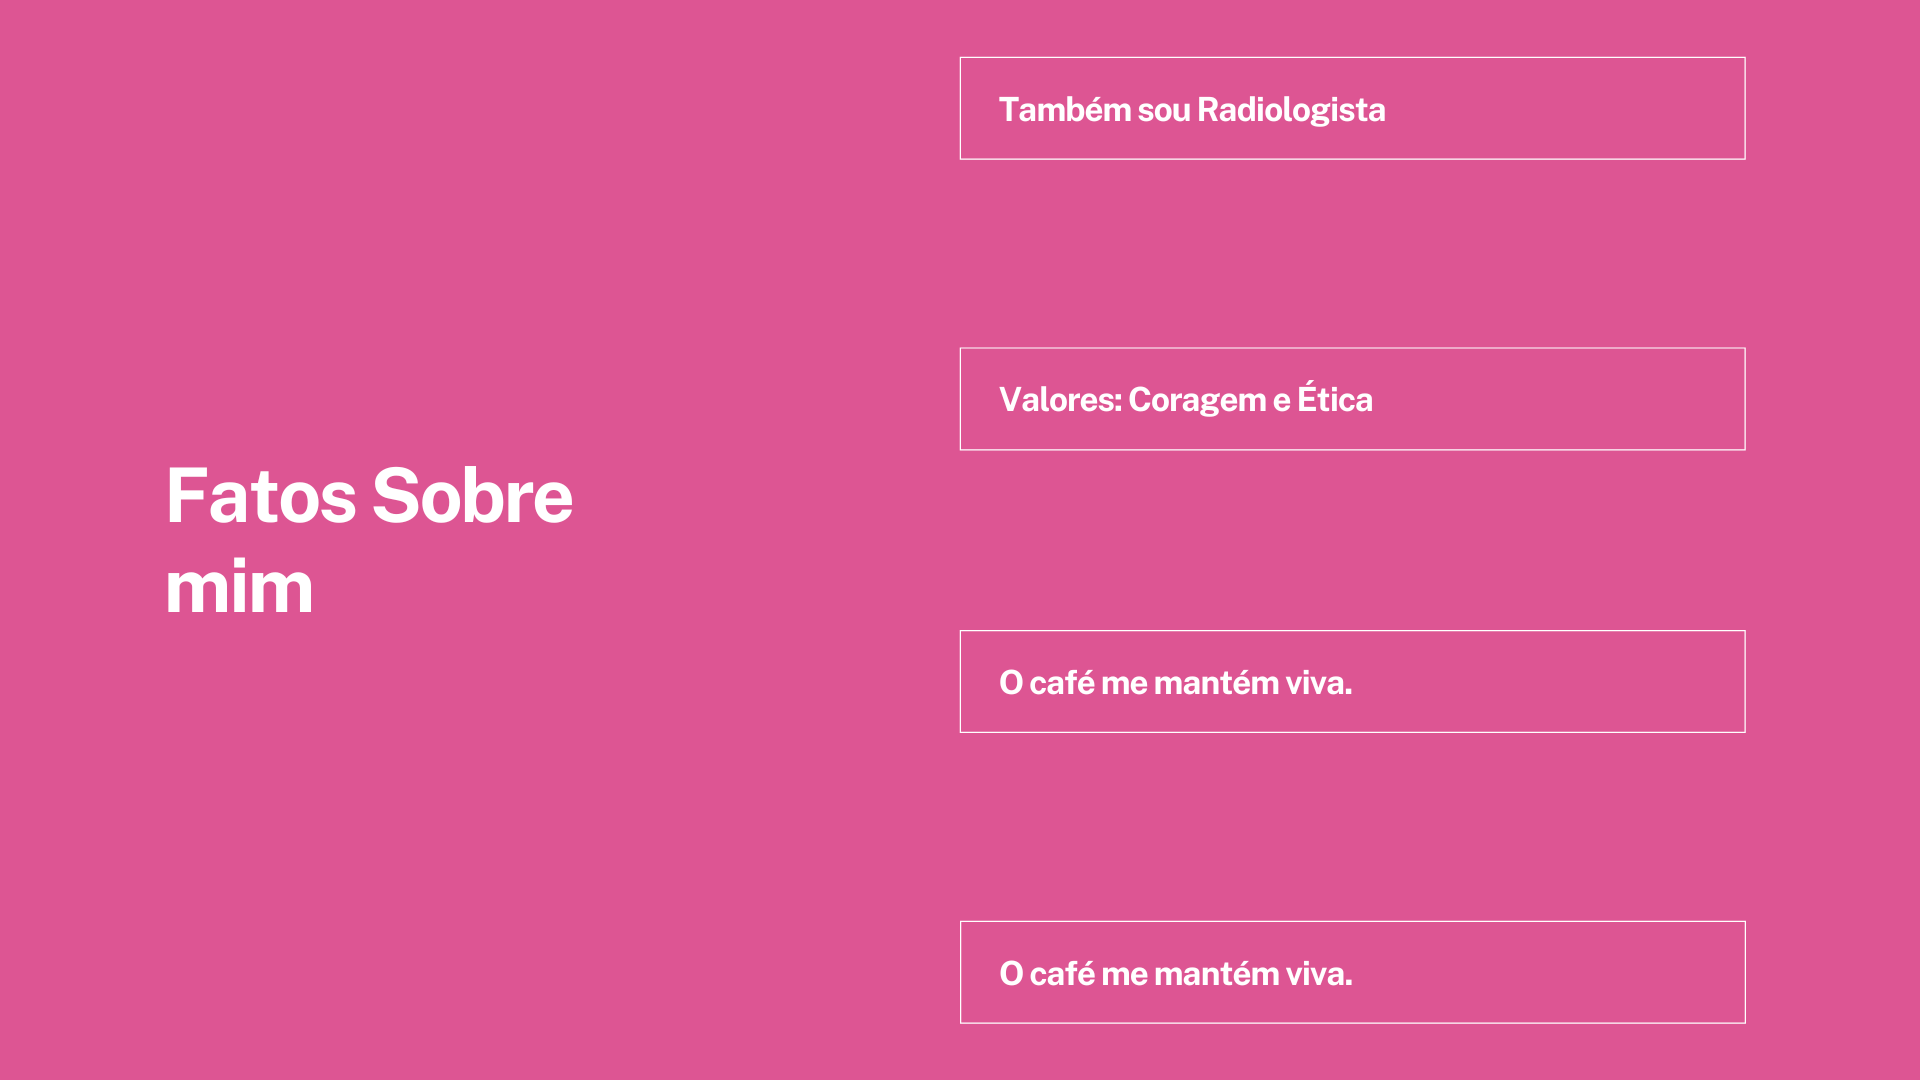 Fatos Sobre
mim
Também sou Radiologista
Valores: Coragem e Ética
O café me mantém viva.
O café me mantém viva.